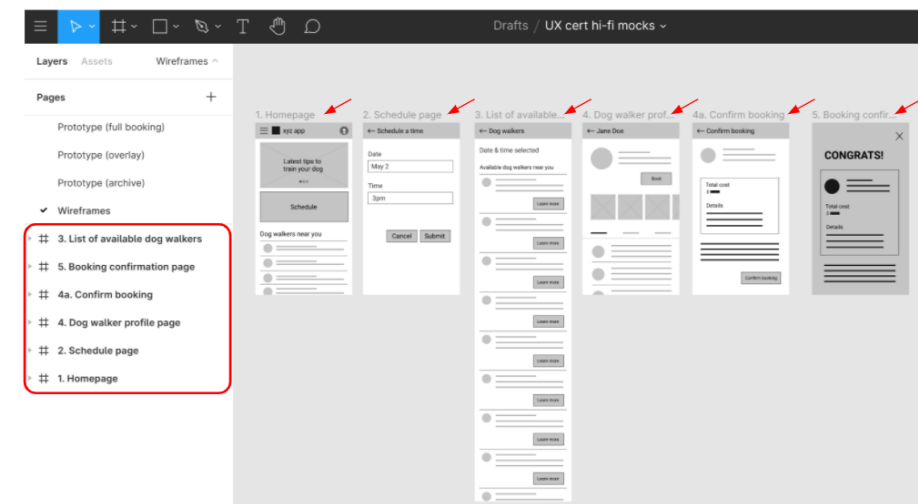 T
Drafts / UX cert hi-fi mocks
Layers Assets Wireframes
Pages +
Prototype (full booking)
Prototype (overlay)
Prototype (archive)
Wireframes
3. List of available dog walkers
5. Booking confirmation page
4a. Confirm booking
4. Dog walker profile page
2. Schedule page
1. Homepage
1. Homepage
xyz app
Latest tips to
train your dog
Schedule
Dog walkers near you
2. Schedule page
← Schedule a time
Date
May 2
Time
3pm
Cancel Submit
3. List of available...
← Dog walkers
Date & time selected
Available dog walkers near you
Learn more
Learn more
Learn more
Learn more
Learn more
Learn more
Learn more
Learn more
4. Dog walker prof...
← Jane Doe
Book
4a. Confirm booking
← Confirm booking
Total cost
$
Details
Confirm booking
5. Booking confir...
CONGRATS!
Total cost
$
Details